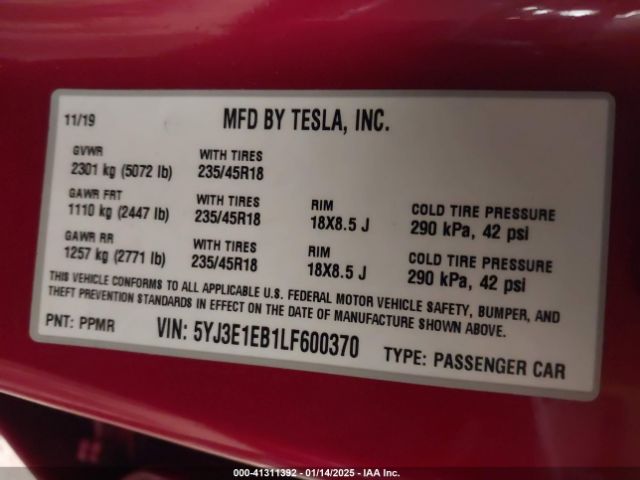 11/19 MFD BY TESLA, INC.
GVWR WITH TIRES
2301 kg (5072 lb) 235/45R18
GAWR FRT WITH TIRES RIM COLD TIRE PRESSURE
1110 kg (2447 lb) 235/45R18 18X8.5 J 290 kPa, 42 psi
GAWR RR WITH TIRES RIM COLD TIRE PRESSURE
1257 kg (2771 lb) 235/45R18 18X8.5 J 290 kPa, 42 psi
THIS VEHICLE CONFORMS TO ALL APPLICABLE U.S. FEDERAL MOTOR VEHICLE SAFETY, BUMPER, AND
THEFT PREVENTION STANDARDS IN EFFECT ON THE DATE OF MANUFACTURE SHOWN ABOVE.
PNT: PPMR VIN: 5YJ3E1EB1LF600370 TYPE: PASSENGER CAR
000-41311392 - 01/14/2025 - IAA Inc.